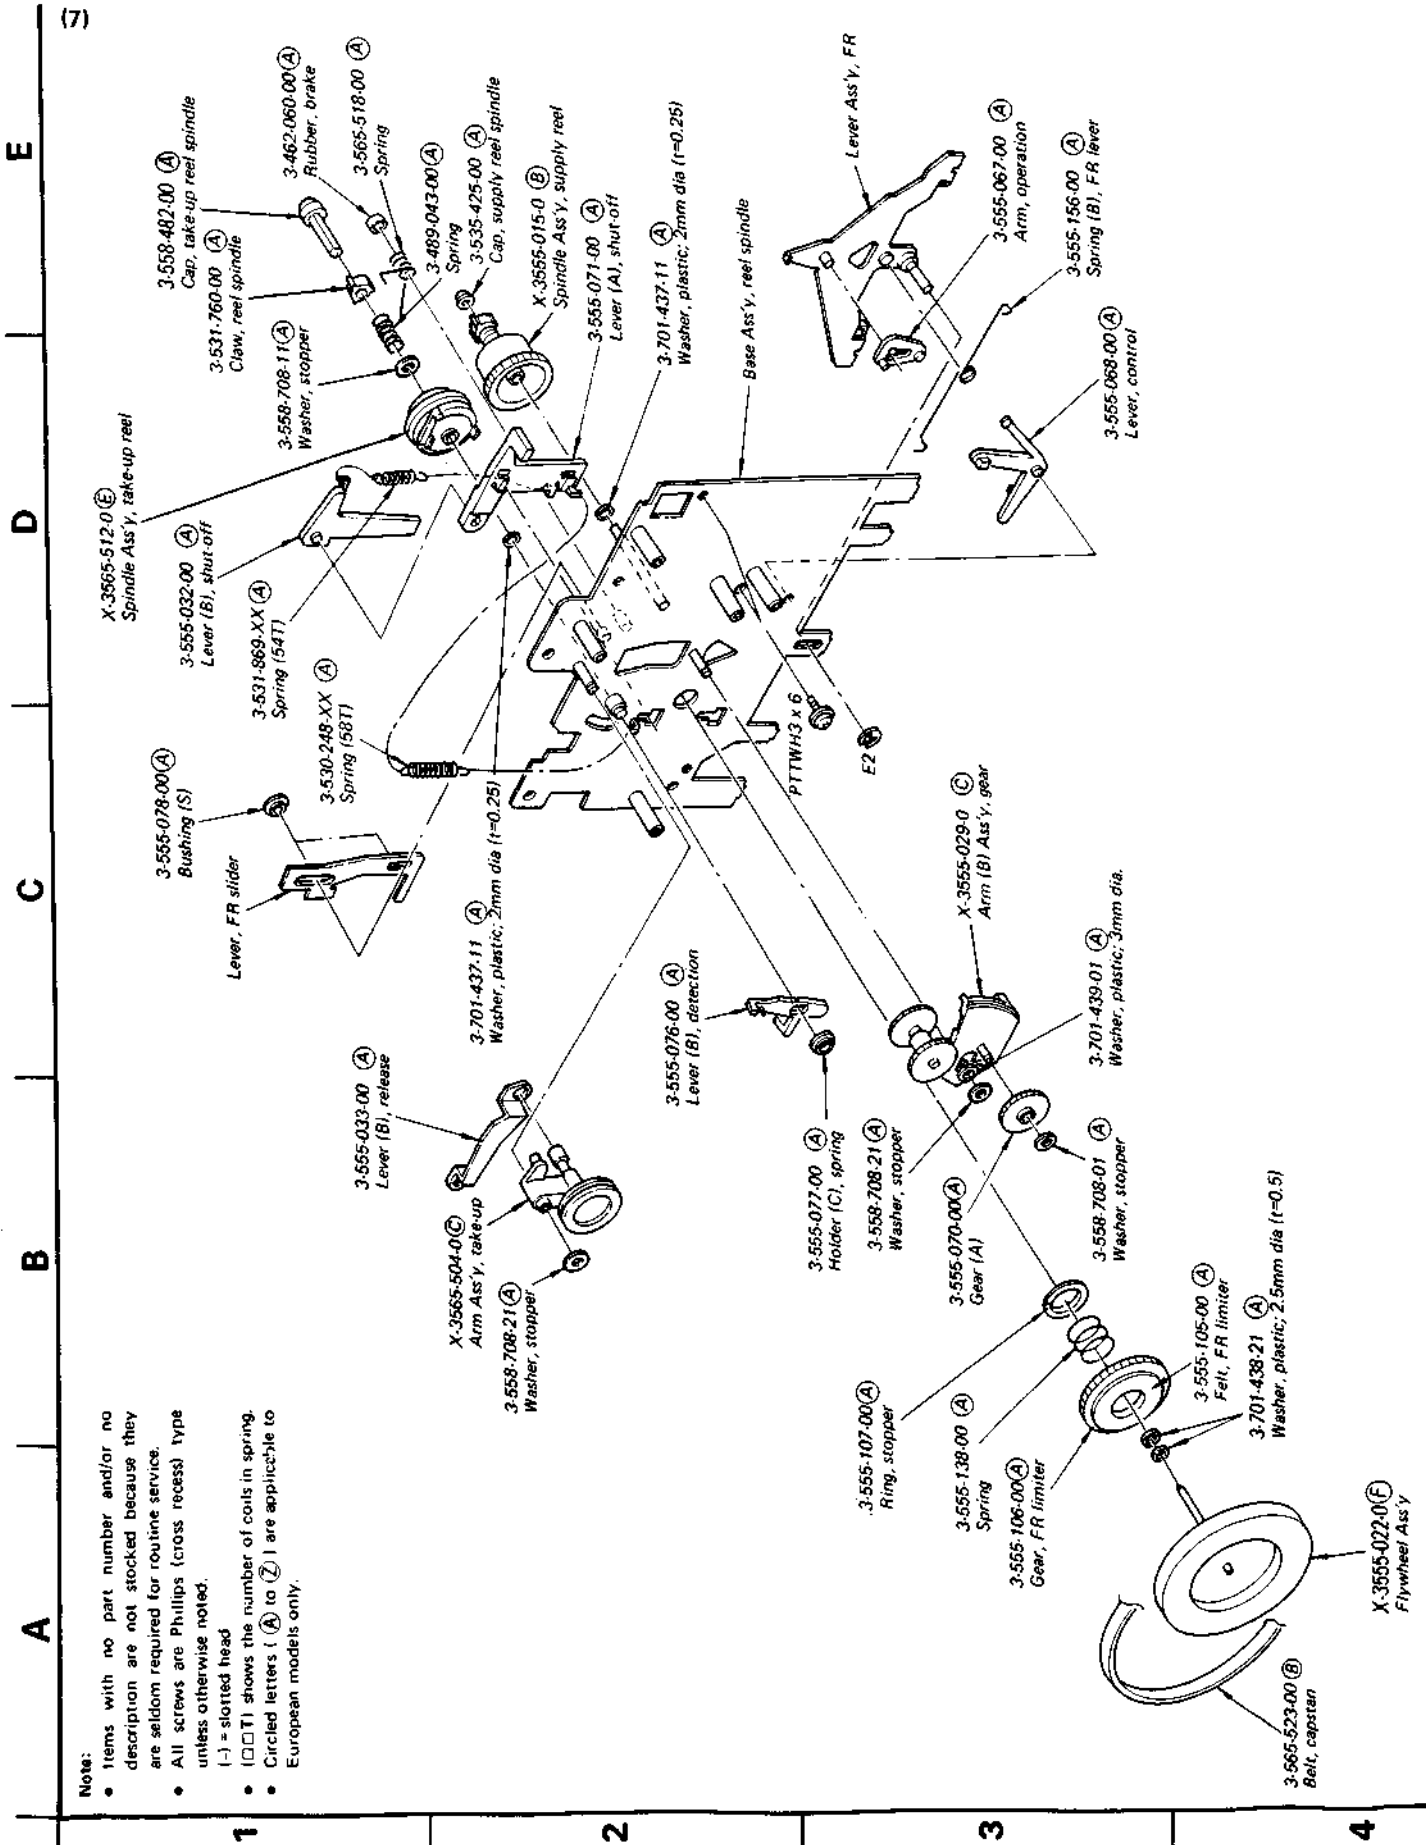 (7)
A
B
C
D
E
1
2
3
4
Note:
• Items with no part number and/or no
description are not stocked because they
are seldom required for routine service.
• All screws are Phillips (cross recess) type
unless otherwise noted.
(-) = slotted head
• (□□T) shows the number of coils in spring.
• Circled letters ( Ⓐ to Ⓩ ) are applicable to
European models only.
3-555-078-00 Ⓐ
Bushing (S)
Lever, FR slider
X-3565-512-0 Ⓔ
Spindle Ass'y, take-up reel
3-555-032-00 Ⓐ
Lever (B), shut-off
3-531-869-XX Ⓐ
Spring (54T)
3-530-248-XX Ⓐ
Spring (58T)
3-558-482-00 Ⓐ
Cap, take-up reel spindle
3-531-760-00 Ⓐ
Claw, reel spindle
3-558-708-11 Ⓐ
Washer, stopper
3-462-060-00 Ⓐ
Rubber, brake
3-565-518-00 Ⓐ
Spring
3-489-043-00 Ⓐ
Spring
3-535-425-00 Ⓐ
Cap, supply reel spindle
X-3555-015-0 Ⓑ
Spindle Ass'y, supply reel
3-555-071-00 Ⓐ
Lever (A), shut-off
3-701-437-11 Ⓐ
Washer, plastic; 2mm dia (t=0.25)
Base Ass'y, reel spindle
Lever Ass'y, FR
3-555-067-00 Ⓐ
Arm, operation
3-555-156-00 Ⓐ
Spring (B), FR lever
3-555-068-00 Ⓐ
Lever, control
3-555-033-00 Ⓐ
Lever (B), release
3-701-437-11 Ⓐ
Washer, plastic; 2mm dia (t=0.25)
X-3565-504-0 Ⓒ
Arm Ass'y, take-up
3-558-708-21 Ⓐ
Washer, stopper
3-555-076-00 Ⓐ
Lever (B), detection
3-555-077-00 Ⓐ
Holder (C), spring
PTTWH3 x 6
E2
X-3555-029-0 Ⓒ
Arm (B) Ass'y, gear
3-701-439-01 Ⓐ
Washer, plastic; 3mm dia.
3-558-708-21 Ⓐ
Washer, stopper
3-555-070-00 Ⓐ
Gear (A)
3-558-708-01 Ⓐ
Washer, stopper
3-555-107-00 Ⓐ
Ring, stopper
3-555-138-00 Ⓐ
Spring
3-555-106-00 Ⓐ
Gear, FR limiter
3-555-105-00 Ⓐ
Felt, FR limiter
3-701-438-21 Ⓐ
Washer, plastic; 2.5mm dia (t=0.5)
X-3555-022-0 Ⓕ
Flywheel Ass'y
3-565-523-00 Ⓑ
Belt, capstan